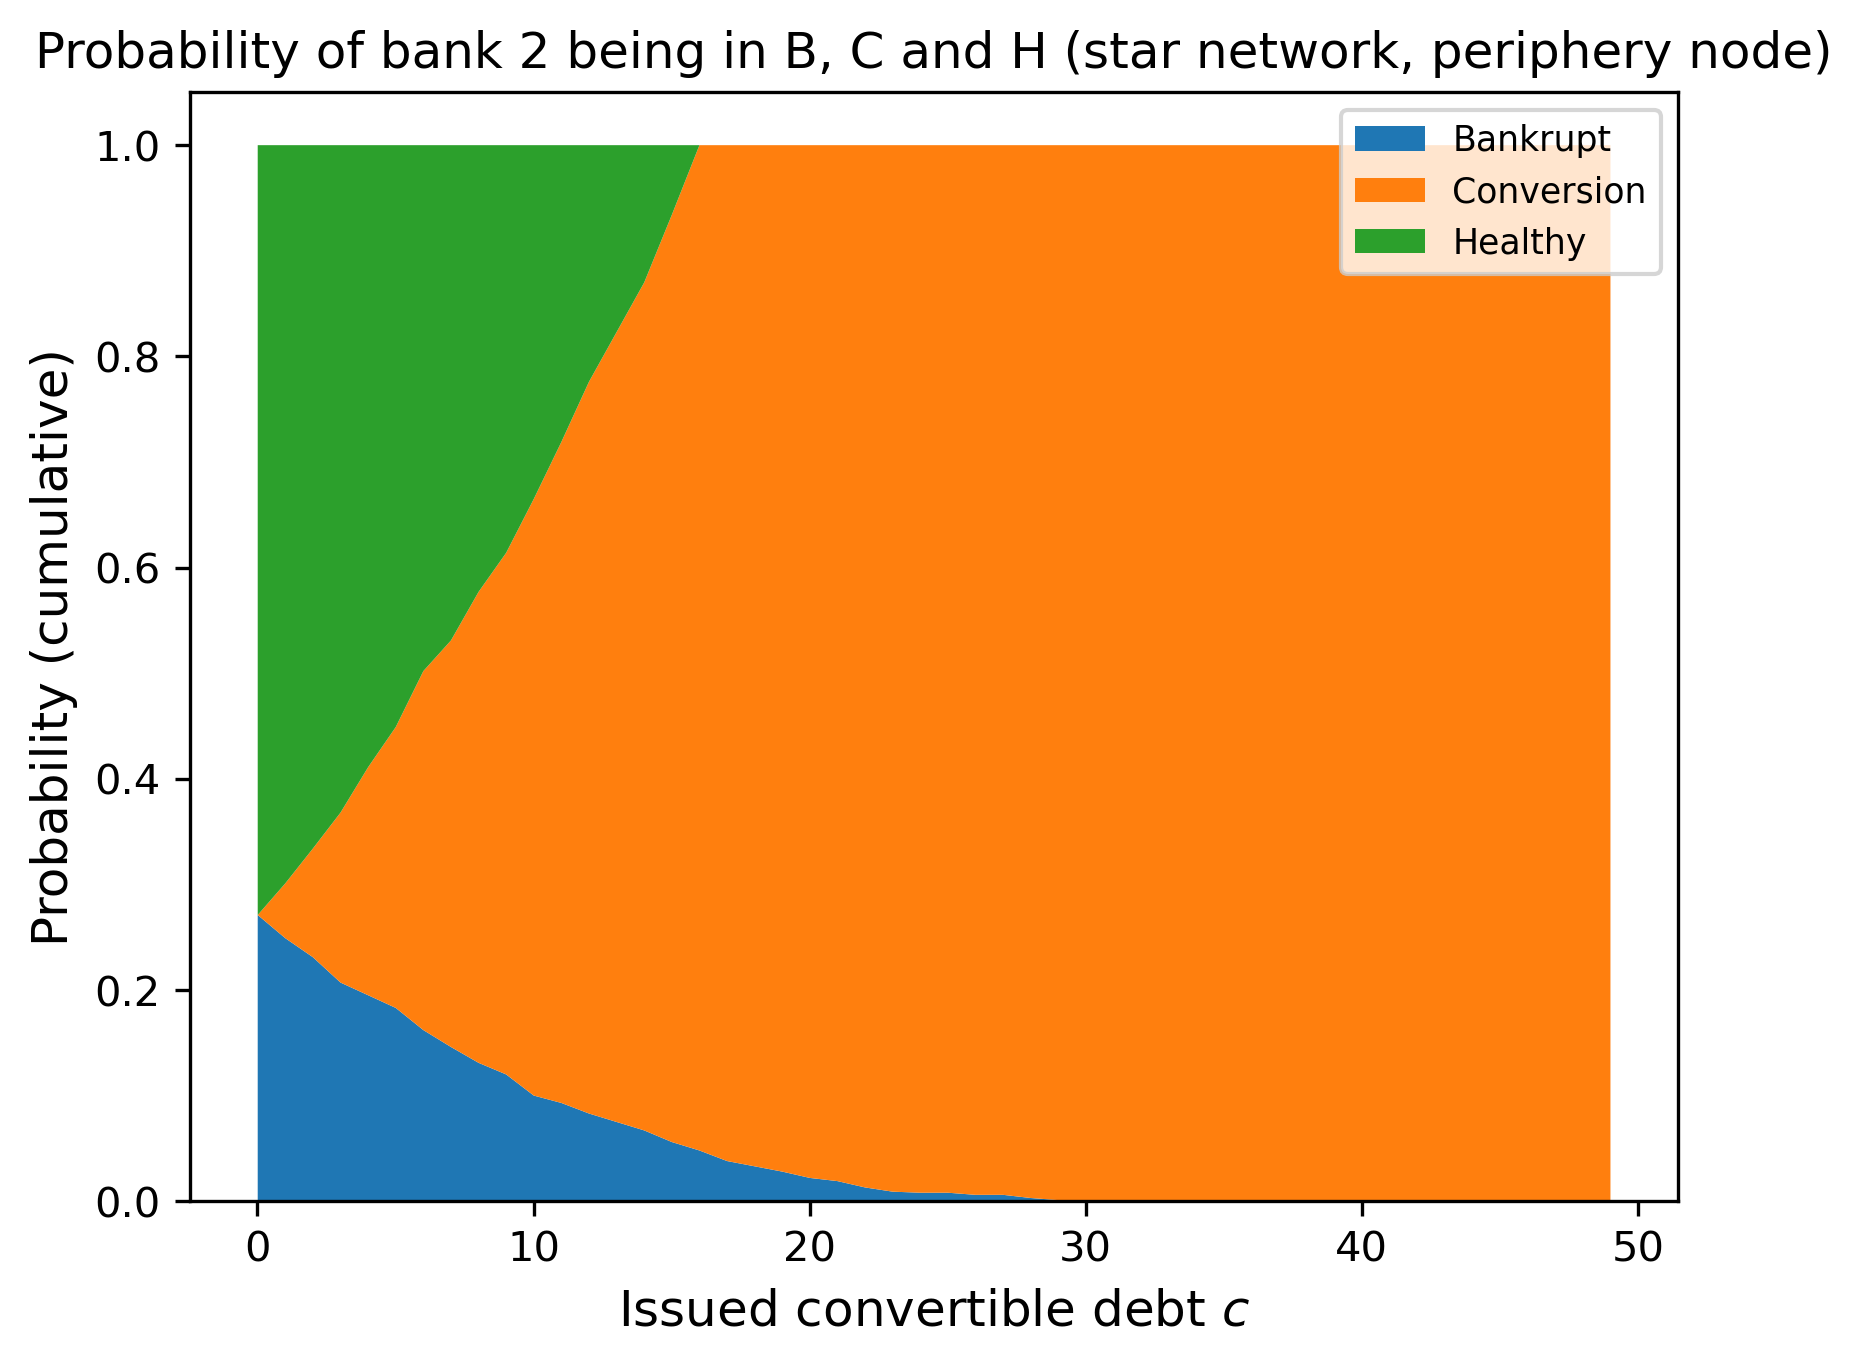 Probability of bank 2 being in B, C and H (star network, periphery node)
Bankrupt
Conversion
Healthy
Probability (cumulative)
1.0
0.8
0.6
0.4
0.2
0.0
0 10 20 30 40 50
Issued convertible debt c